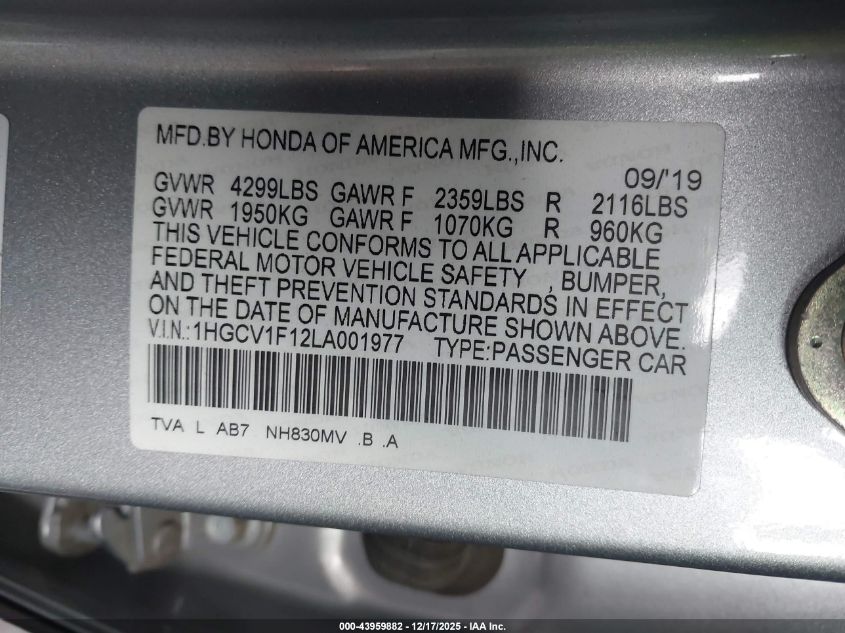 MFD.BY HONDA OF AMERICA MFG.,INC.
09/'19
GVWR 4299LBS GAWR F 2359LBS R 2116LBS
GVWR 1950KG GAWR F 1070KG R 960KG
THIS VEHICLE CONFORMS TO ALL APPLICABLE
FEDERAL MOTOR VEHICLE SAFETY , BUMPER,
AND THEFT PREVENTION STANDARDS IN EFFECT
ON THE DATE OF MANUFACTURE SHOWN ABOVE.
V.I.N.:1HGCV1F12LA001977 TYPE:PASSENGER CAR
TVA L AB7 NH830MV .B .A
000-43959882 - 12/17/2025 - IAA Inc.